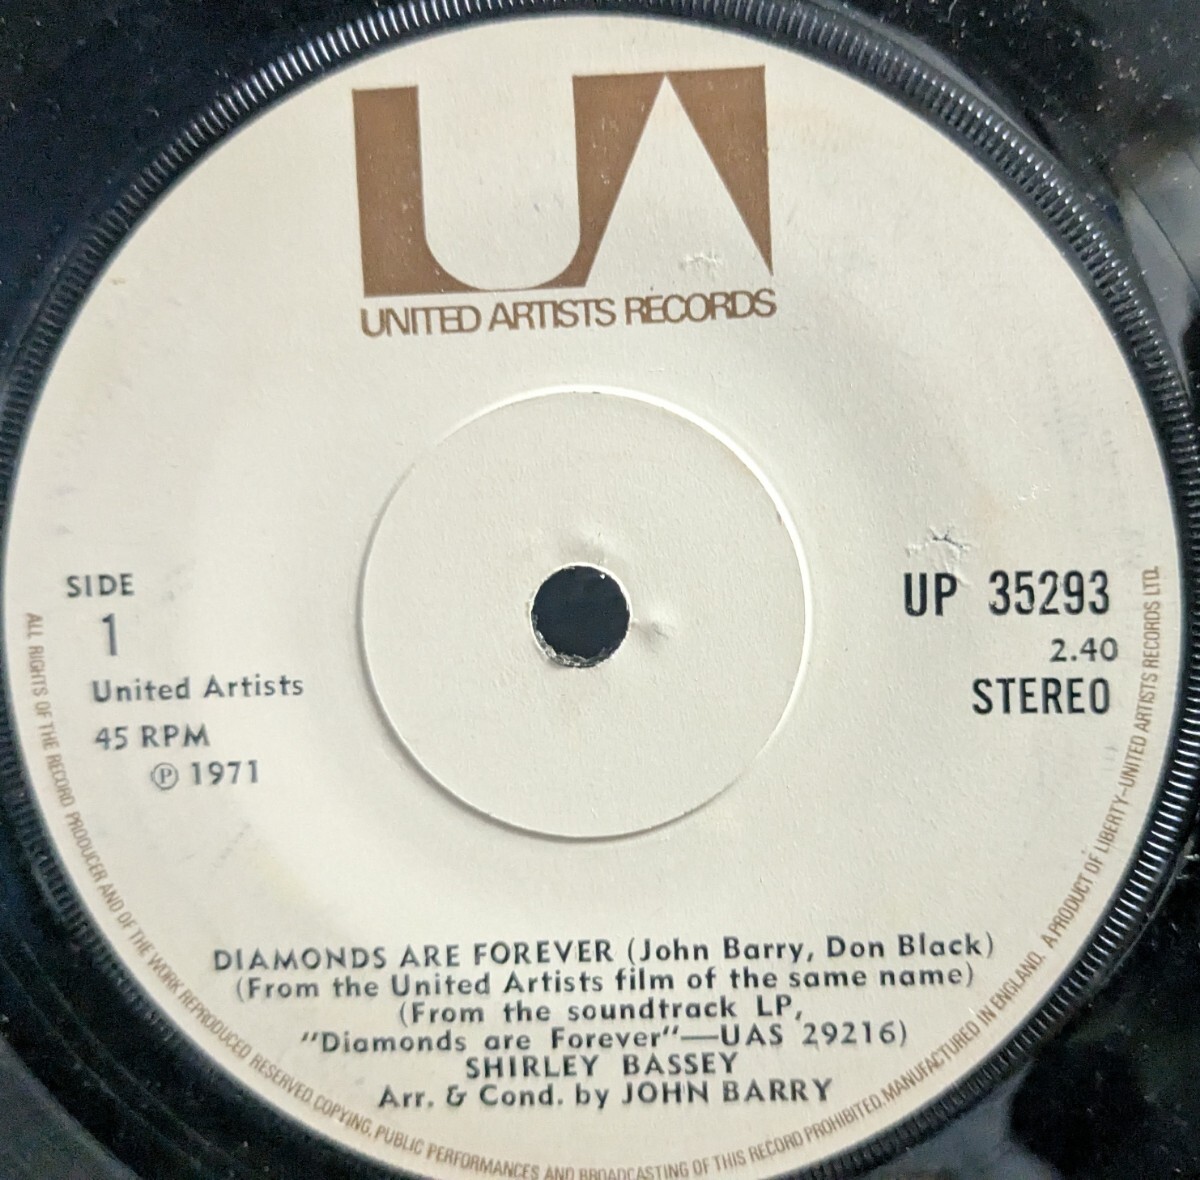 UA
UNITED ARTISTS RECORDS
SIDE
1
United Artists
45 RPM
℗ 1971
UP 35293
2.40
STEREO
DIAMONDS ARE FOREVER (John Barry, Don Black)
(From the United Artists film of the same name)
(From the soundtrack LP,
"Diamonds are Forever"—UAS 29216)
SHIRLEY BASSEY
Arr. & Cond. by JOHN BARRY
ALL RIGHTS OF THE RECORD PRODUCER AND OF THE WORK REPRODUCED RESERVED. COPYING, PUBLIC PERFORMANCES AND BROADCASTING OF THIS RECORD PROHIBITED. MANUFACTURED IN ENGLAND. A PRODUCT OF LIBERTY–UNITED ARTISTS RECORDS LTD.